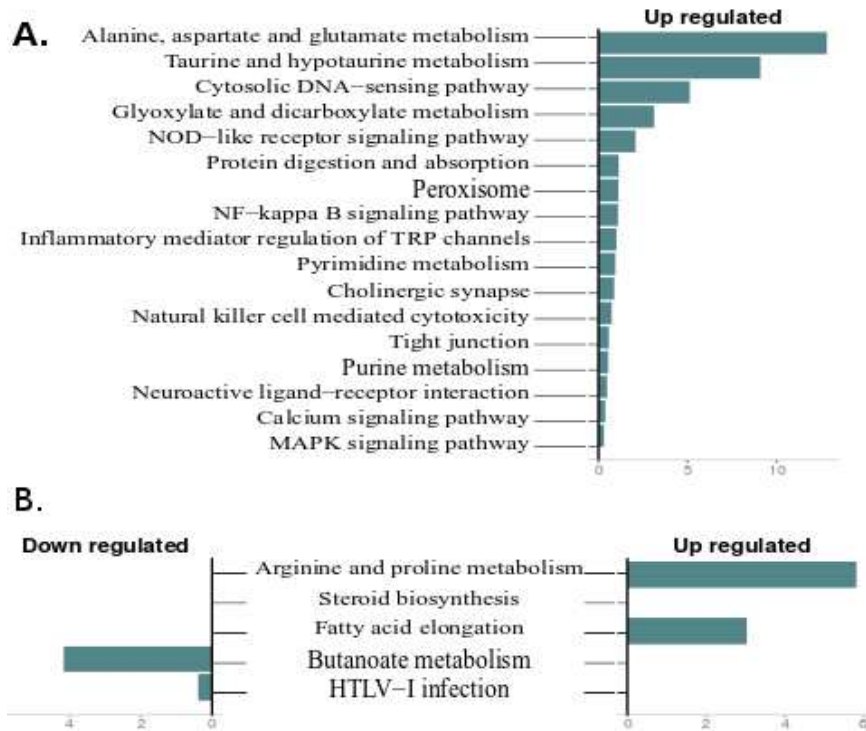 A.
Up regulated
Alanine, aspartate and glutamate metabolism
Taurine and hypotaurine metabolism
Cytosolic DNA−sensing pathway
Glyoxylate and dicarboxylate metabolism
NOD−like receptor signaling pathway
Protein digestion and absorption
Peroxisome
NF−kappa B signaling pathway
Inflammatory mediator regulation of TRP channels
Pyrimidine metabolism
Cholinergic synapse
Natural killer cell mediated cytotoxicity
Tight junction
Purine metabolism
Neuroactive ligand−receptor interaction
Calcium signaling pathway
MAPK signaling pathway
0 5 10
B.
Down regulated Up regulated
Arginine and proline metabolism
Steroid biosynthesis
Fatty acid elongation
Butanoate metabolism
HTLV−I infection
4 2 0 0 2 4 6